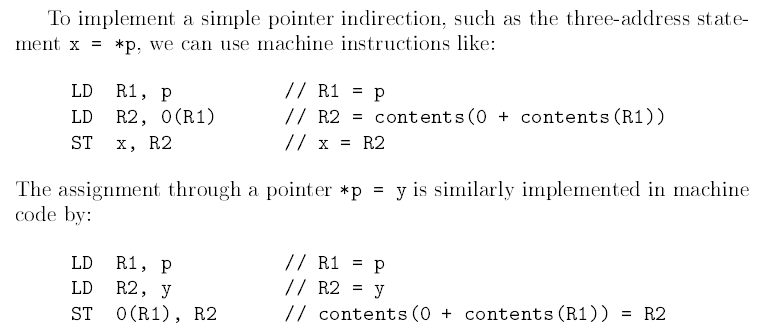 To implement a simple pointer indirection, such as the three-address state-
ment x = *p, we can use machine instructions like:
LD R1, p // R1 = p
LD R2, 0(R1) // R2 = contents(0 + contents(R1))
ST x, R2 // x = R2
The assignment through a pointer *p = y is similarly implemented in machine
code by:
LD R1, p // R1 = p
LD R2, y // R2 = y
ST 0(R1), R2 // contents(0 + contents(R1)) = R2